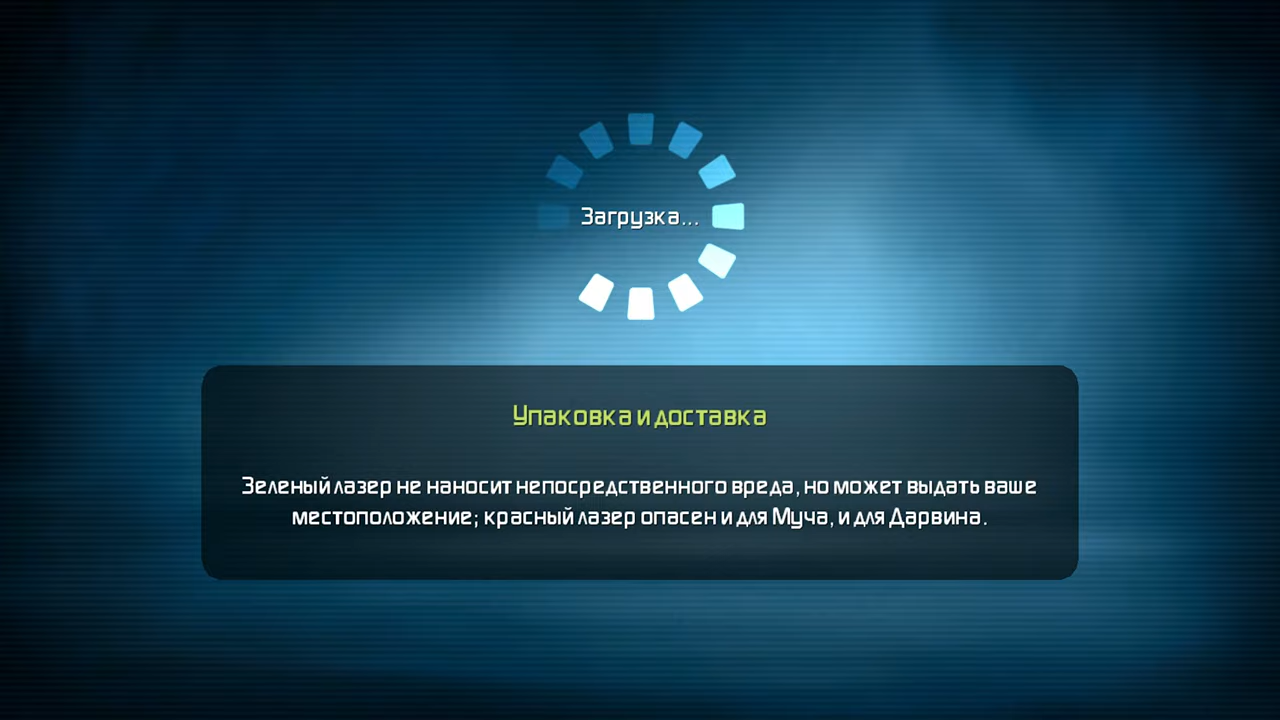 Загрузка...
Упаковка и доставка
Зеленый лазер не наносит непосредственного вреда, но может выдать ваше
местоположение; красный лазер опасен и для Муча, и для Дарвина.